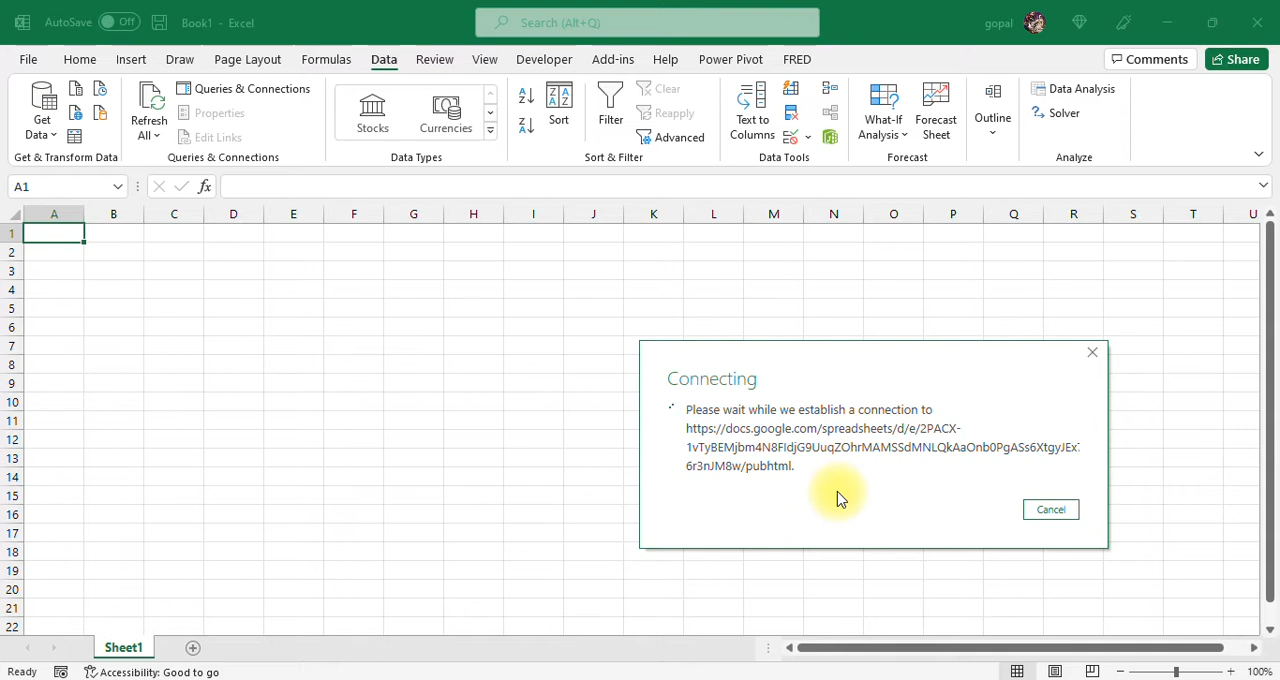 AutoSave Off Book1 - Excel Search (Alt+Q) gopal
File Home Insert Draw Page Layout Formulas Data Review View Developer Add-ins Help Power Pivot FRED Comments Share
Get Data
Refresh All
Queries & Connections
Properties
Edit Links
Stocks
Currencies
Sort
Filter
Clear
Reapply
Advanced
Text to Columns
What-If Analysis
Forecast Sheet
Outline
Data Analysis
Solver
Get & Transform Data Queries & Connections Data Types Sort & Filter Data Tools Forecast Analyze
A1 fx
A B C D E F G H I J K L M N O P Q R S T U
1
2
3
4
5
6
7
8
9
10
11
12
13
14
15
16
17
18
19
20
21
22
Connecting
Please wait while we establish a connection to
https://docs.google.com/spreadsheets/d/e/2PACX-
1vTyBEMjbm4N8FIdjG9UuqZOhrMAMSSdMNLQkAaOnb0PgASs6XtgyJEx
6r3nJM8w/pubhtml.
Cancel
Sheet1
Ready Accessibility: Good to go 100%